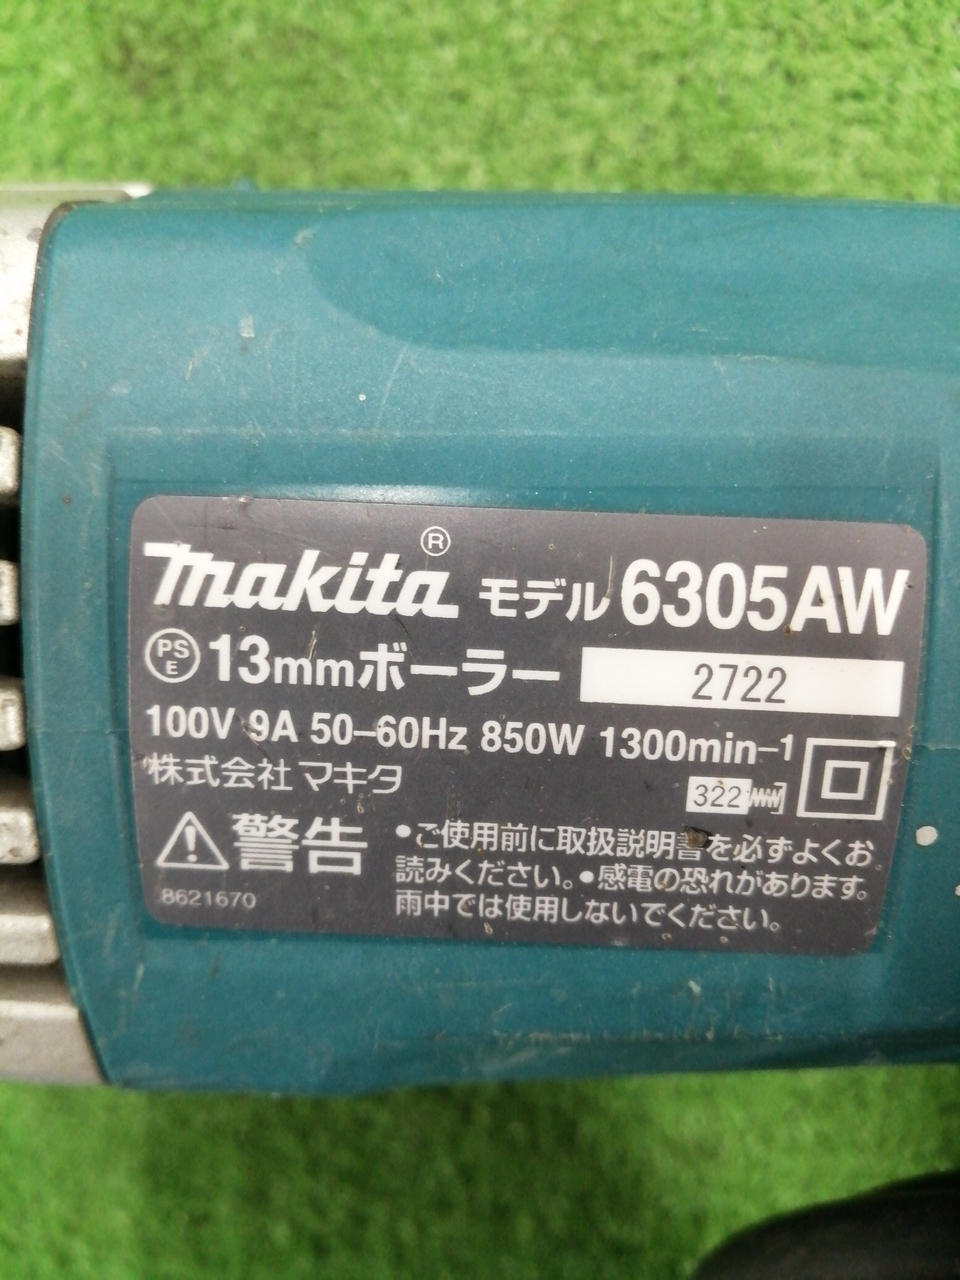 makita® モデル 6305AW
PSE 13mmボーラー 2722
100V 9A 50–60Hz 850W 1300min−1
株式会社マキタ 322
警告 •ご使用前に取扱説明書を必ずよくお
読みください。•感電の恐れがあります。
8621670 雨中では使用しないでください。